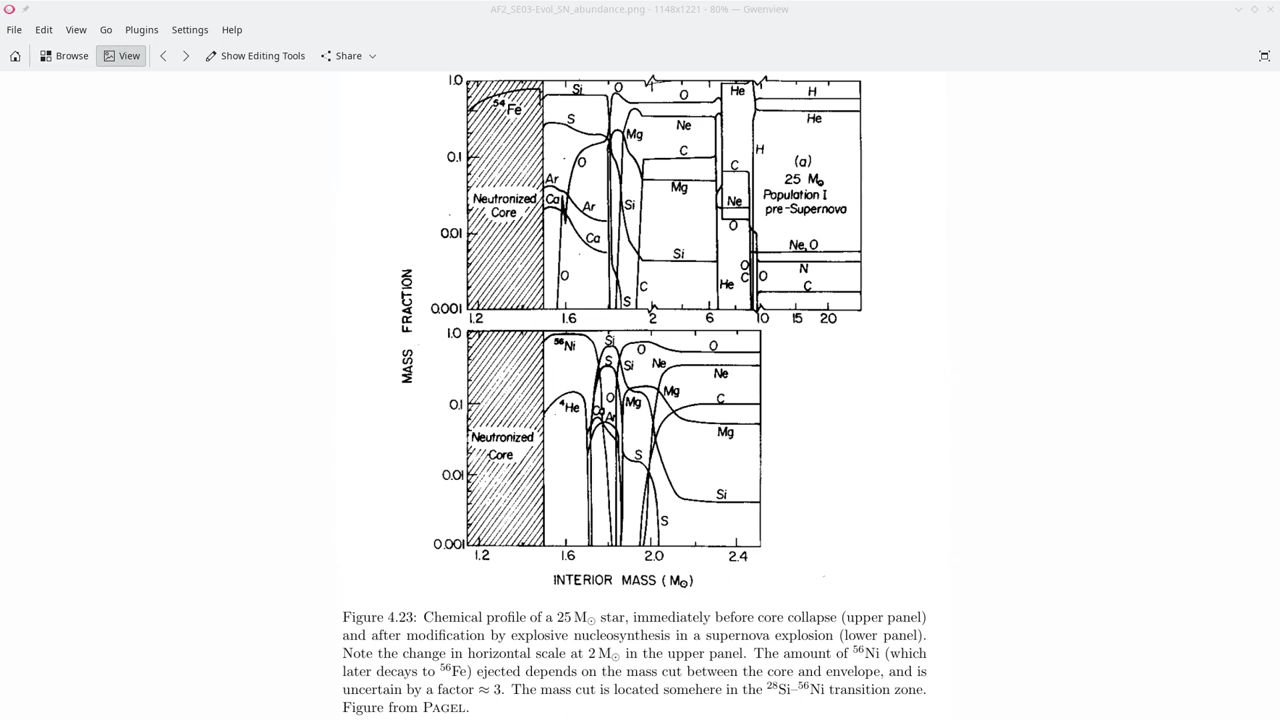 AF2_SE03-Evol_SN_abundance.png - 1148x1221 - 80% — Gwenview
File Edit View Go Plugins Settings Help
Browse View Show Editing Tools Share
MASS FRACTION
1.0
0.1
0.01
0.001
54Fe
Neutronized
Core
Si
S
Ar
Ca
O
Ar
Ca
O
O
Mg
Si
S
C
O
Ne
C
Mg
Si
He
C
Ne
O
He
O
C
H
O
H
He
(a)
25 M⊙
Population I
pre-Supernova
Ne, O
N
C
1.2 1.6 2 6 10 15 20
1.0
0.1
0.01
0.001
Neutronized
Core
56Ni
4He
Si
S
O
Ca
Ar
O
Si
Mg
S
Ne
Mg
S
O
Ne
C
Mg
Si
1.2 1.6 2.0 2.4
INTERIOR MASS (M⊙)
Figure 4.23: Chemical profile of a 25 M⊙ star, immediately before core collapse (upper panel)
and after modification by explosive nucleosynthesis in a supernova explosion (lower panel).
Note the change in horizontal scale at 2 M⊙ in the upper panel. The amount of 56Ni (which
later decays to 56Fe) ejected depends on the mass cut between the core and envelope, and is
uncertain by a factor ≈ 3. The mass cut is located somehere in the 28Si–56Ni transition zone.
Figure from PAGEL.